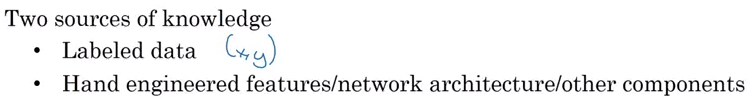 Two sources of knowledge
• Labeled data (x,y)
• Hand engineered features/network architecture/other components